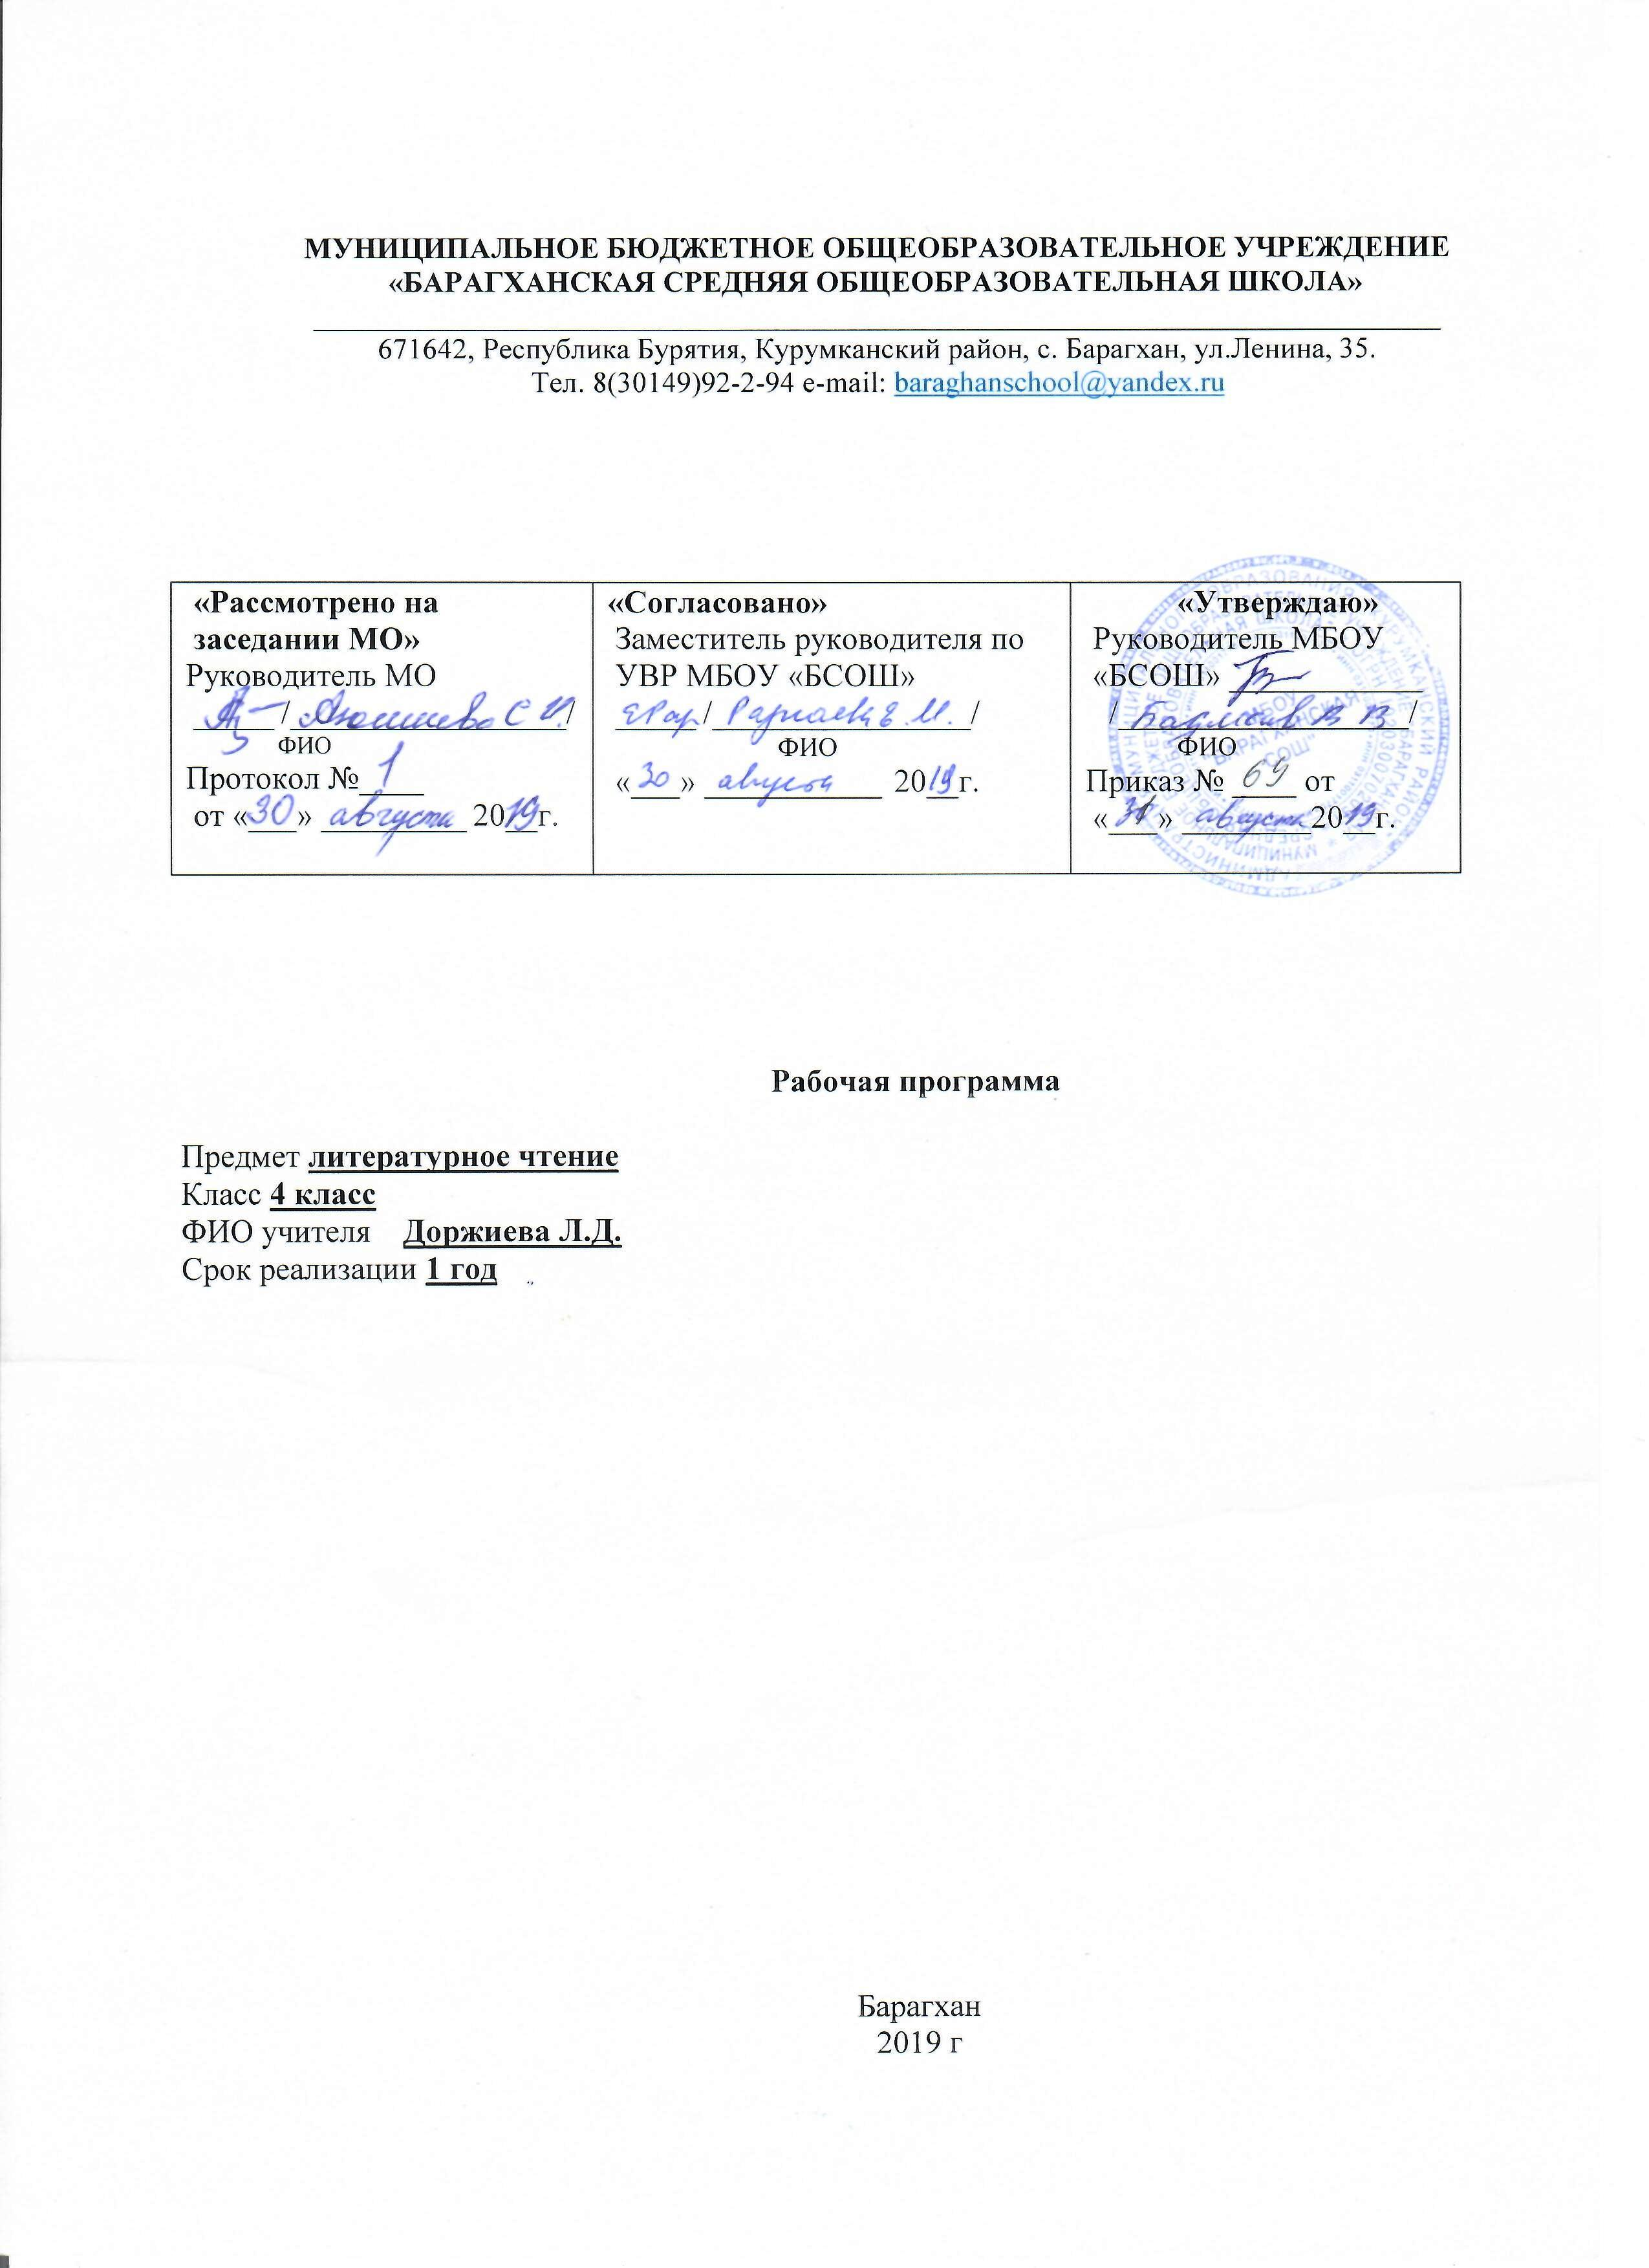 МУНИЦИПАЛЬНОЕ БЮДЖЕТНОЕ ОБЩЕОБРАЗОВАТЕЛЬНОЕ УЧРЕЖДЕНИЕ
«БАРАГХАНСКАЯ СРЕДНЯЯ ОБЩЕОБРАЗОВАТЕЛЬНАЯ ШКОЛА»
671642, Республика Бурятия, Курумканский район, с. Барагхан, ул.Ленина, 35.
Тел. 8(30149)92-2-94 e-mail: baraghanschool@yandex.ru
«Рассмотрено на
заседании МО»
Руководитель МО
/ Аюшиева С И /
ФИО
Протокол № 1
от «30» августа 2019г.
«Согласовано»
Заместитель руководителя по
УВР МБОУ «БСОШ»
/ Е.М. /
ФИО
«30» августа 2019г.
«Утверждаю»
Руководитель МБОУ
«БСОШ»
/ Бадмаев В В /
ФИО
Приказ № 69 от
«31» августа 2019г.
Рабочая программа
Предмет литературное чтение
Класс 4 класс
ФИО учителя Доржиева Л.Д.
Срок реализации 1 год
Барагхан
2019 г